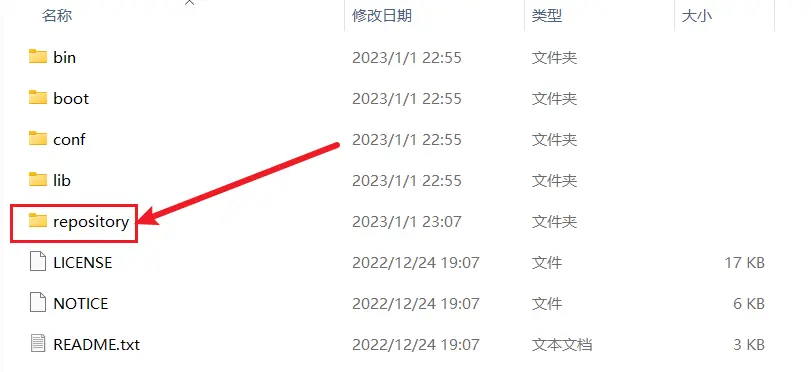 名称 修改日期 类型 大小
bin 2023/1/1 22:55 文件夹
boot 2023/1/1 22:55 文件夹
conf 2023/1/1 22:55 文件夹
lib 2023/1/1 22:55 文件夹
repository 2023/1/1 23:07 文件夹
LICENSE 2022/12/24 19:07 文件 17 KB
NOTICE 2022/12/24 19:07 文件 6 KB
README.txt 2022/12/24 19:07 文本文档 3 KB